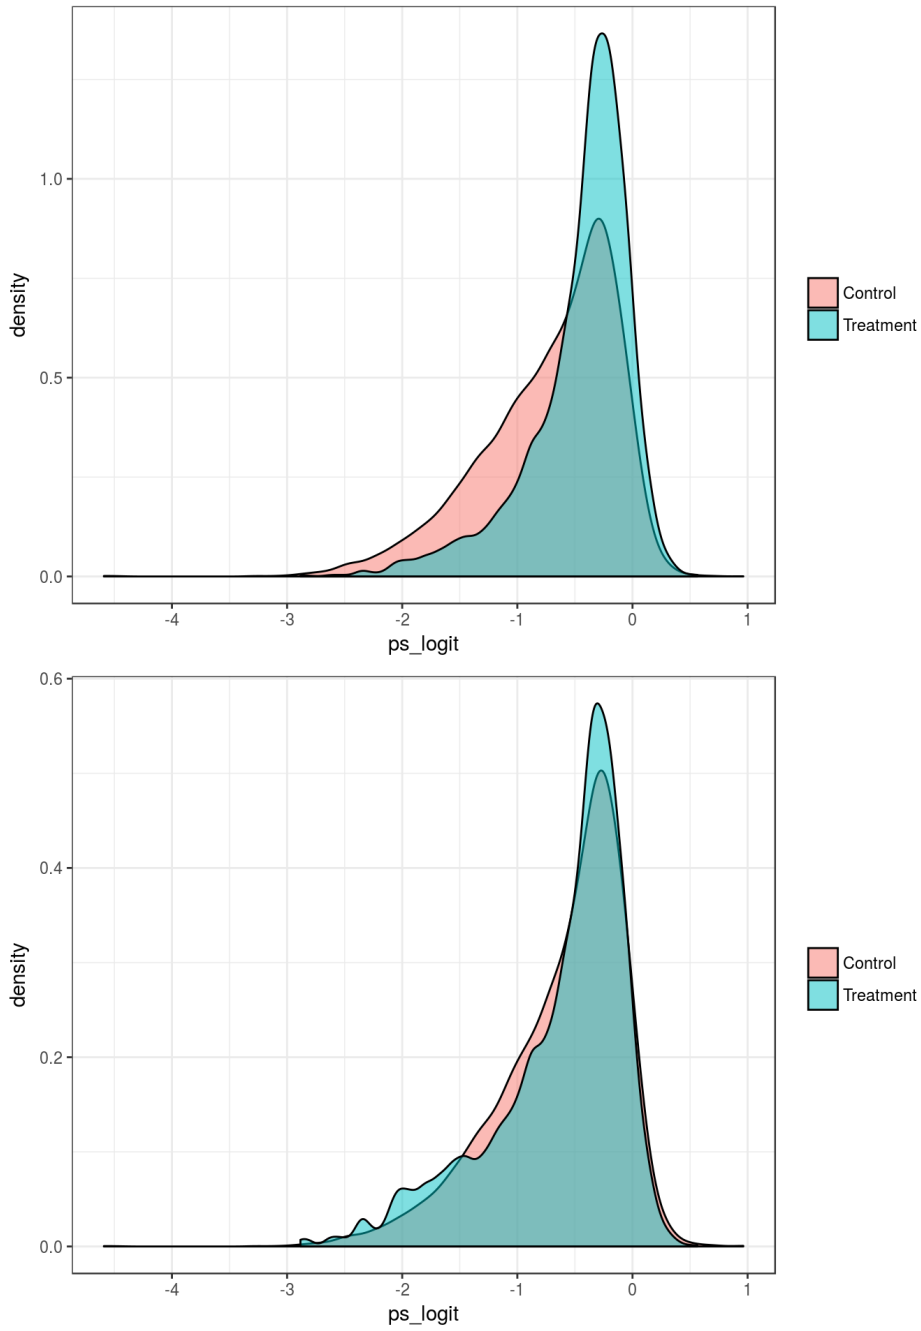 1.0
0.5
0.0
density
-4 -3 -2 -1 0 1
ps_logit
Control
Treatment
0.6
0.4
0.2
0.0
density
-4 -3 -2 -1 0 1
ps_logit
Control
Treatment